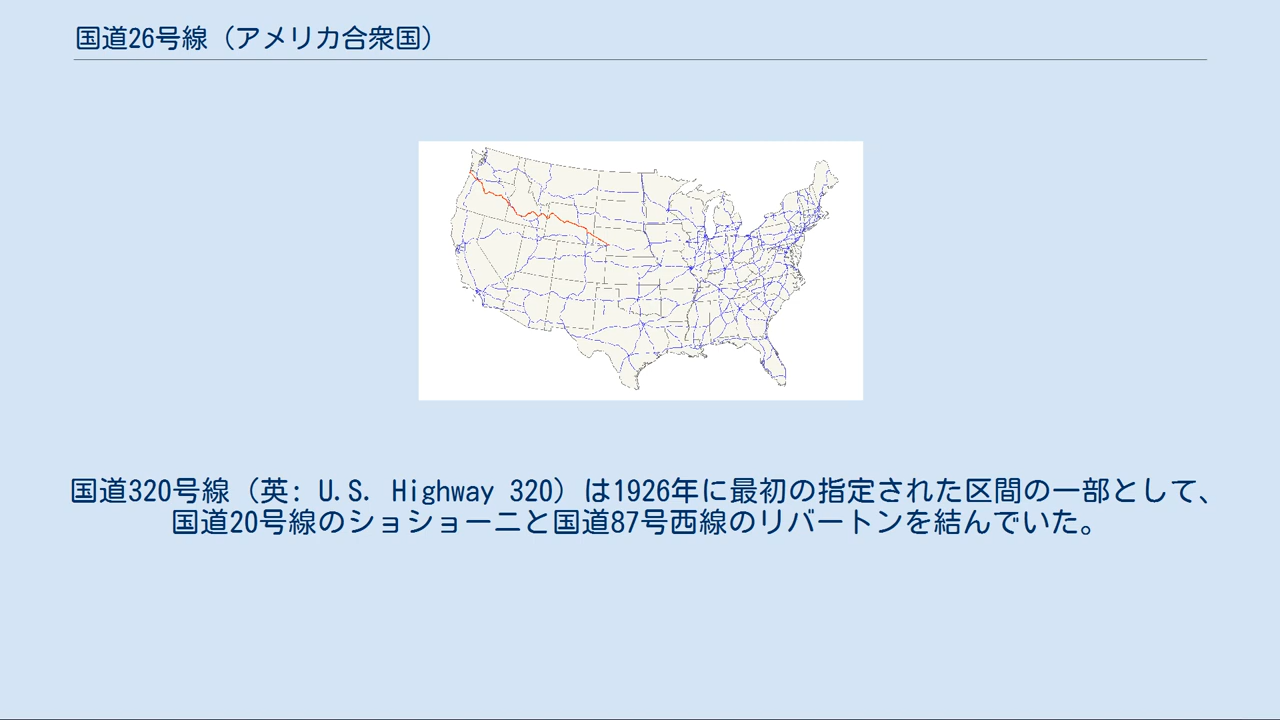 国道26号線（アメリカ合衆国）
国道320号線（英: U.S. Highway 320）は1926年に最初の指定された区間の一部として、
国道20号線のショショーニと国道87号西線のリバートンを結んでいた。